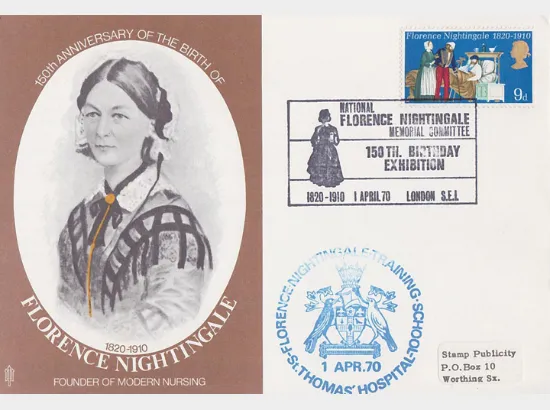 150th ANNIVERSARY OF THE BIRTH OF
1820-1910
FLORENCE NIGHTINGALE
FOUNDER OF MODERN NURSING
Florence Nightingale 1820-1910
9d
NATIONAL
FLORENCE NIGHTINGALE
MEMORIAL COMMITTEE
150TH. BIRTHDAY
EXHIBITION
1820-1910 1 APRIL 70 LONDON S.E.1.
FLORENCE NIGHTINGALE TRAINING SCHOOL
1 APR.70
ST.THOMAS' HOSPITAL
Stamp Publicity
P.O.Box 10
Worthing Sx.